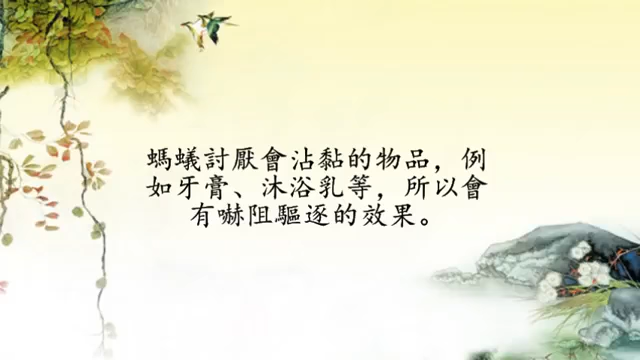 螞蟻討厭會沾黏的物品，例
如牙膏、沐浴乳等，所以會
有嚇阻驅逐的效果。